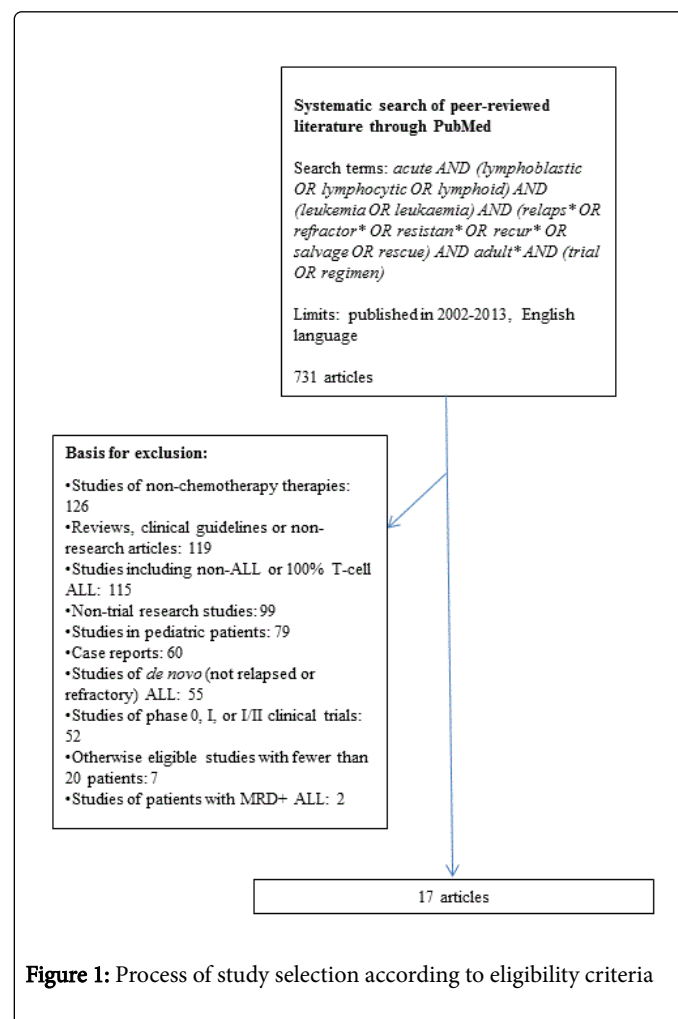 Systematic search of peer-reviewed
literature through PubMed
Search terms: acute AND (lymphoblastic
OR lymphocytic OR lymphoid) AND
(leukemia OR leukaemia) AND (relaps* OR
refractor* OR resistan* OR recur* OR
salvage OR rescue) AND adult* AND (trial
OR regimen)
Limits: published in 2002-2013, English
language
731 articles
Basis for exclusion:
•Studies of non-chemotherapy therapies:
126
•Reviews, clinical guidelines or non-
research articles: 119
•Studies including non-ALL or 100% T-cell
ALL: 115
•Non-trial research studies: 99
•Studies in pediatric patients: 79
•Case reports: 60
•Studies of de novo (not relapsed or
refractory) ALL: 55
•Studies of phase 0, I, or I/II clinical trials:
52
•Otherwise eligible studies with fewer than
20 patients: 7
•Studies of patients with MRD+ ALL: 2
17 articles
Figure 1: Process of study selection according to eligibility criteria